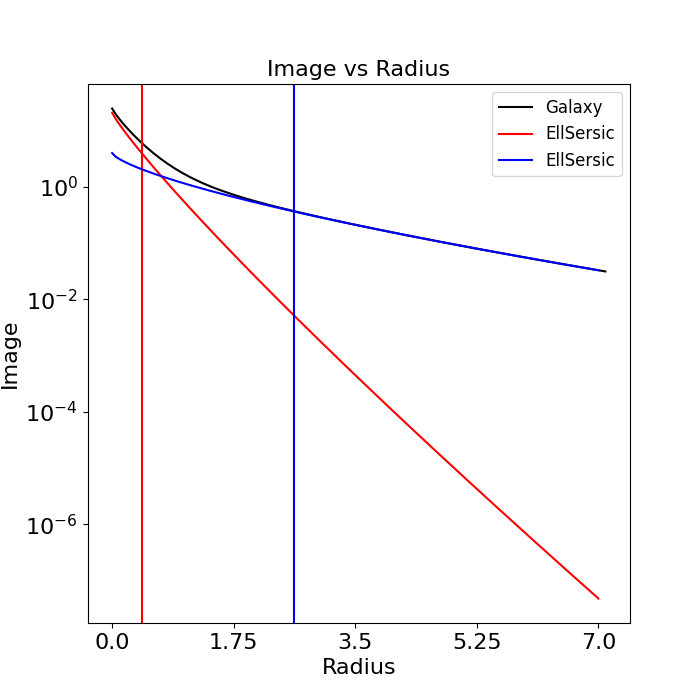 Image vs Radius
Galaxy
EllSersic
EllSersic
Image
10^0
10^−2
10^−4
10^−6
0.0 1.75 3.5 5.25 7.0
Radius